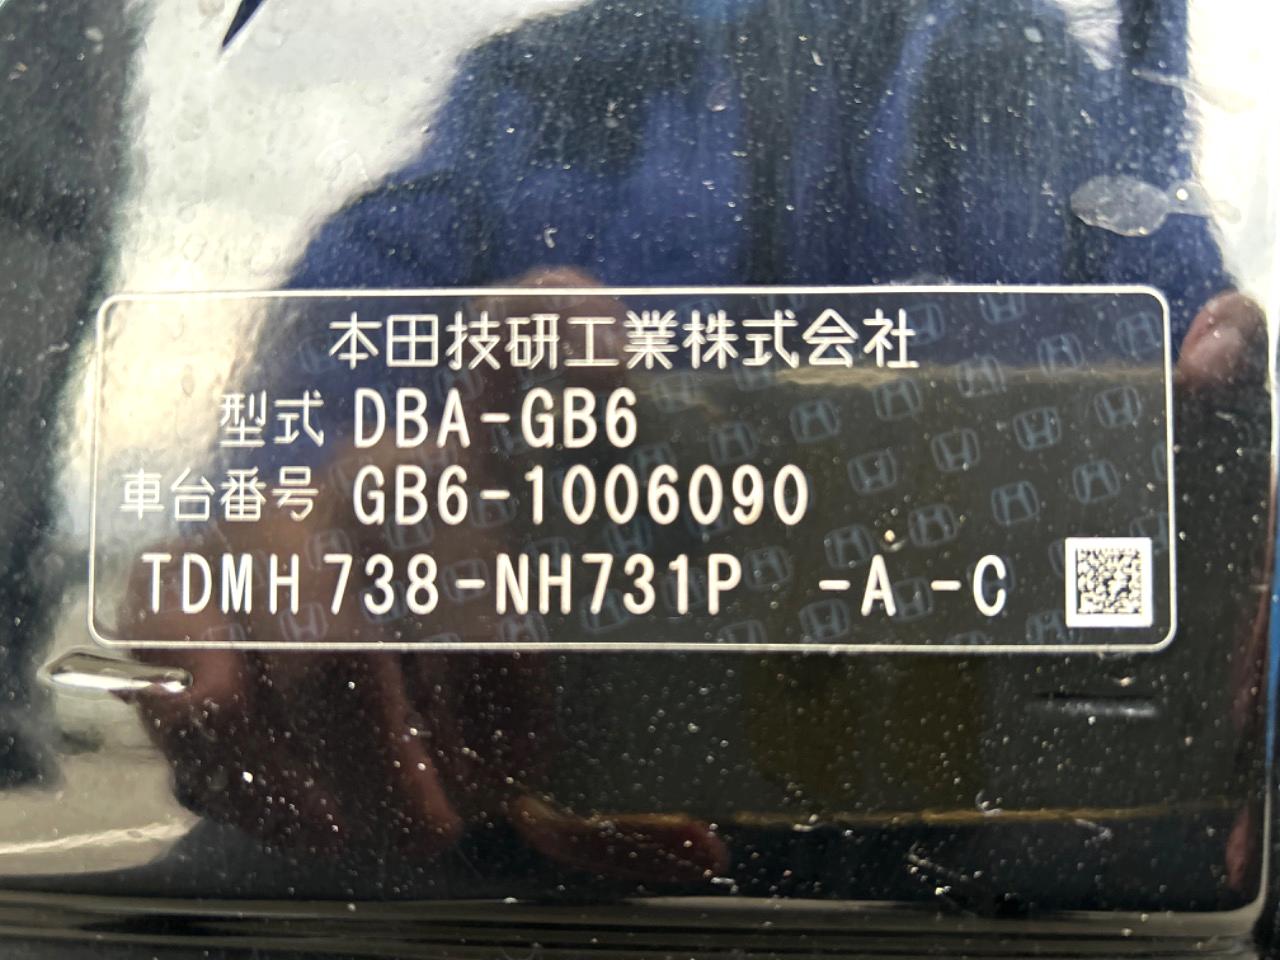 本田技研工業株式会社
型式 DBA-GB6
車台番号 GB6-1006090
TDMH738-NH731P -A -C